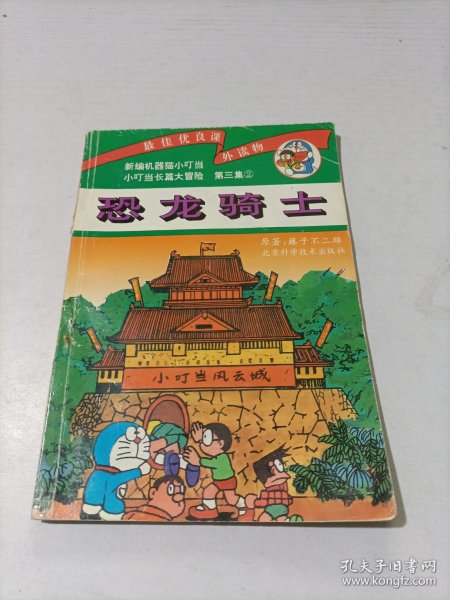 最佳优良课外读物
新编机器猫小叮当
小叮当长篇大冒险 第三集②
恐龙骑士
原著:藤子不二雄
北京科学技术出版社
小叮当风云城
孔夫子旧书网
www.kongfz.com